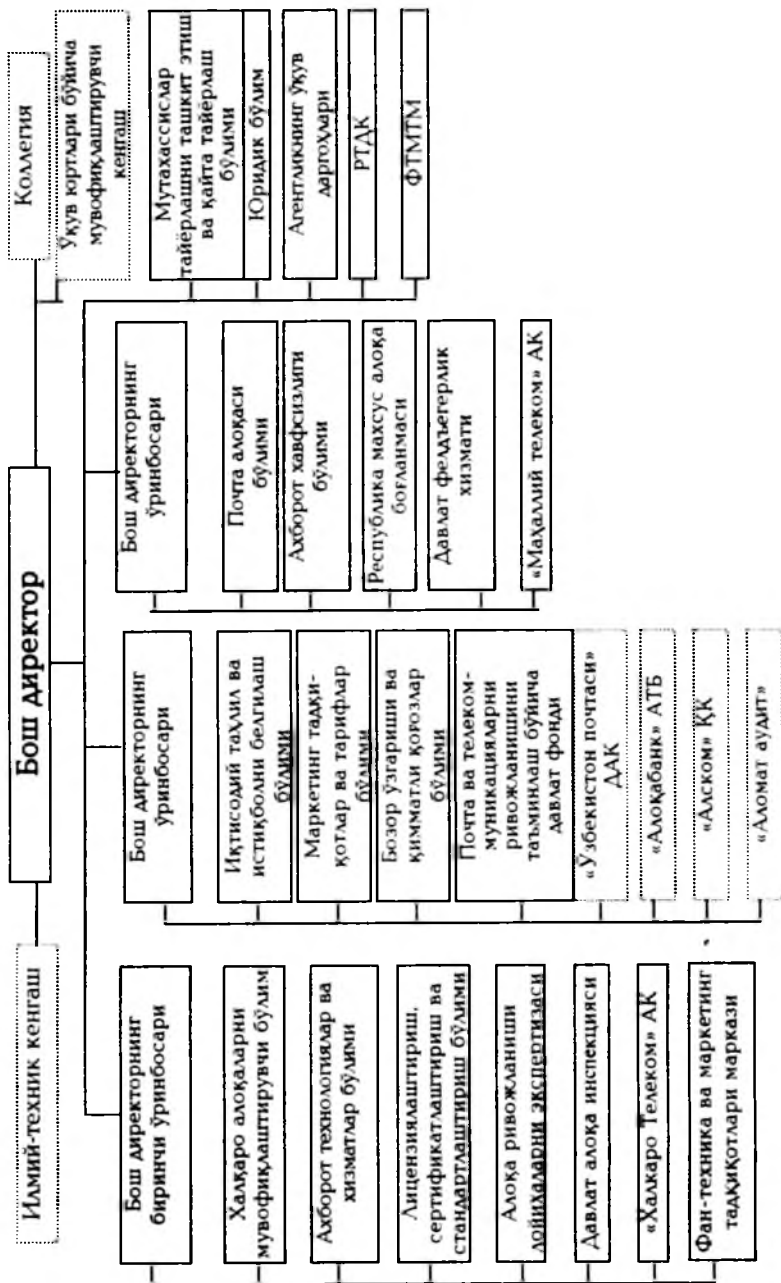 Илмий-техник кенгаш
Бош директор
Коллегия
Бош директорнинг
биринчи ўринбосари
Халқаро алоқаларни
мувофиқлаштирувчи бўлим
Ахборот технологиялар ва
хизматлар бўлими
Лицензиялаштириш,
сертификатлаштириш ва
стандартлаштириш бўлими
Алоқа ривожланиши
лойиҳаларни экспертизаси
Давлат алоқа инспекцияси
«Халкаро Телеком» АК
Фан-техника ва маркетинг
тадқиқотлари маркази
Бош директорнинг
ўринбосари
Иқтисодий таҳлил ва
истиқболни белгилаш
бўлими
Маркетинг тадқи-
қотлар ва тарифлар
бўлими
Бозор ўзгариши ва
қимматли қоғозлар
бўлими
Почта ва телеком-
муникацияларни
ривожланишини
таъминлаш бўйича
давлат фонди
«Ўзбекистон почтаси»
ДАК
«Алоқабанк» АТБ
«Алском» ҚК
«Аломат аудит»
Бош директорнинг
ўринбосари
Почта алоқаси
бўлими
Ахборот хавфсизлиги
бўлими
Республика махсус алоқа
боғланмаси
Давлат фелдъегерлик
хизмати
«Маҳаллий телеком» АК
Ўқув юртлари бўйича
мувофиқлаштирувчи
кенгаш
Мутахассислар
тайёрлашни ташкит этиш
ва қайта тайёрлаш
бўлими
Юридик бўлим
Агентликнинг ўқув
даргоҳлари
РТДК
ФТМТМ